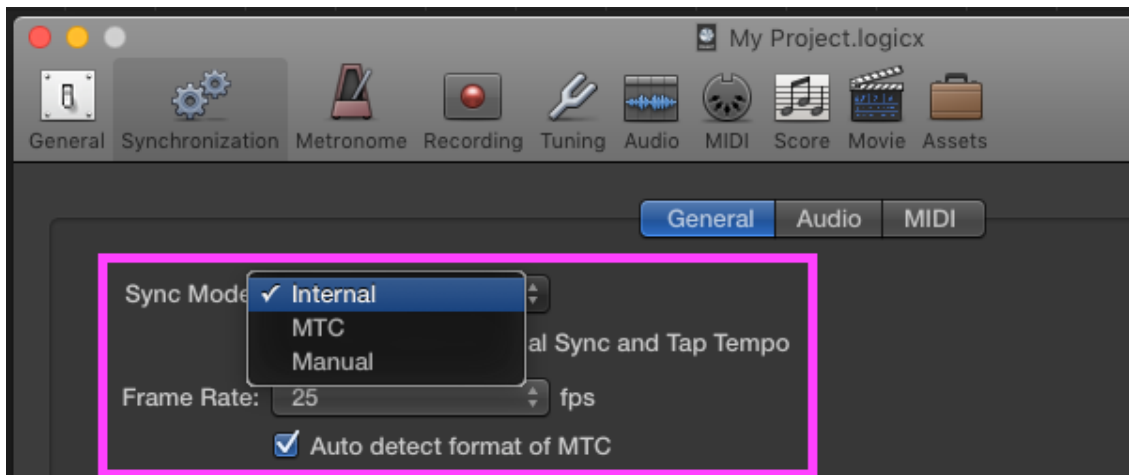 My Project.logicx
General Synchronization Metronome Recording Tuning Audio MIDI Score Movie Assets
General Audio MIDI
Sync Mode ✓ Internal
MTC
al Sync and Tap Tempo
Manual
Frame Rate: 25 fps
Auto detect format of MTC